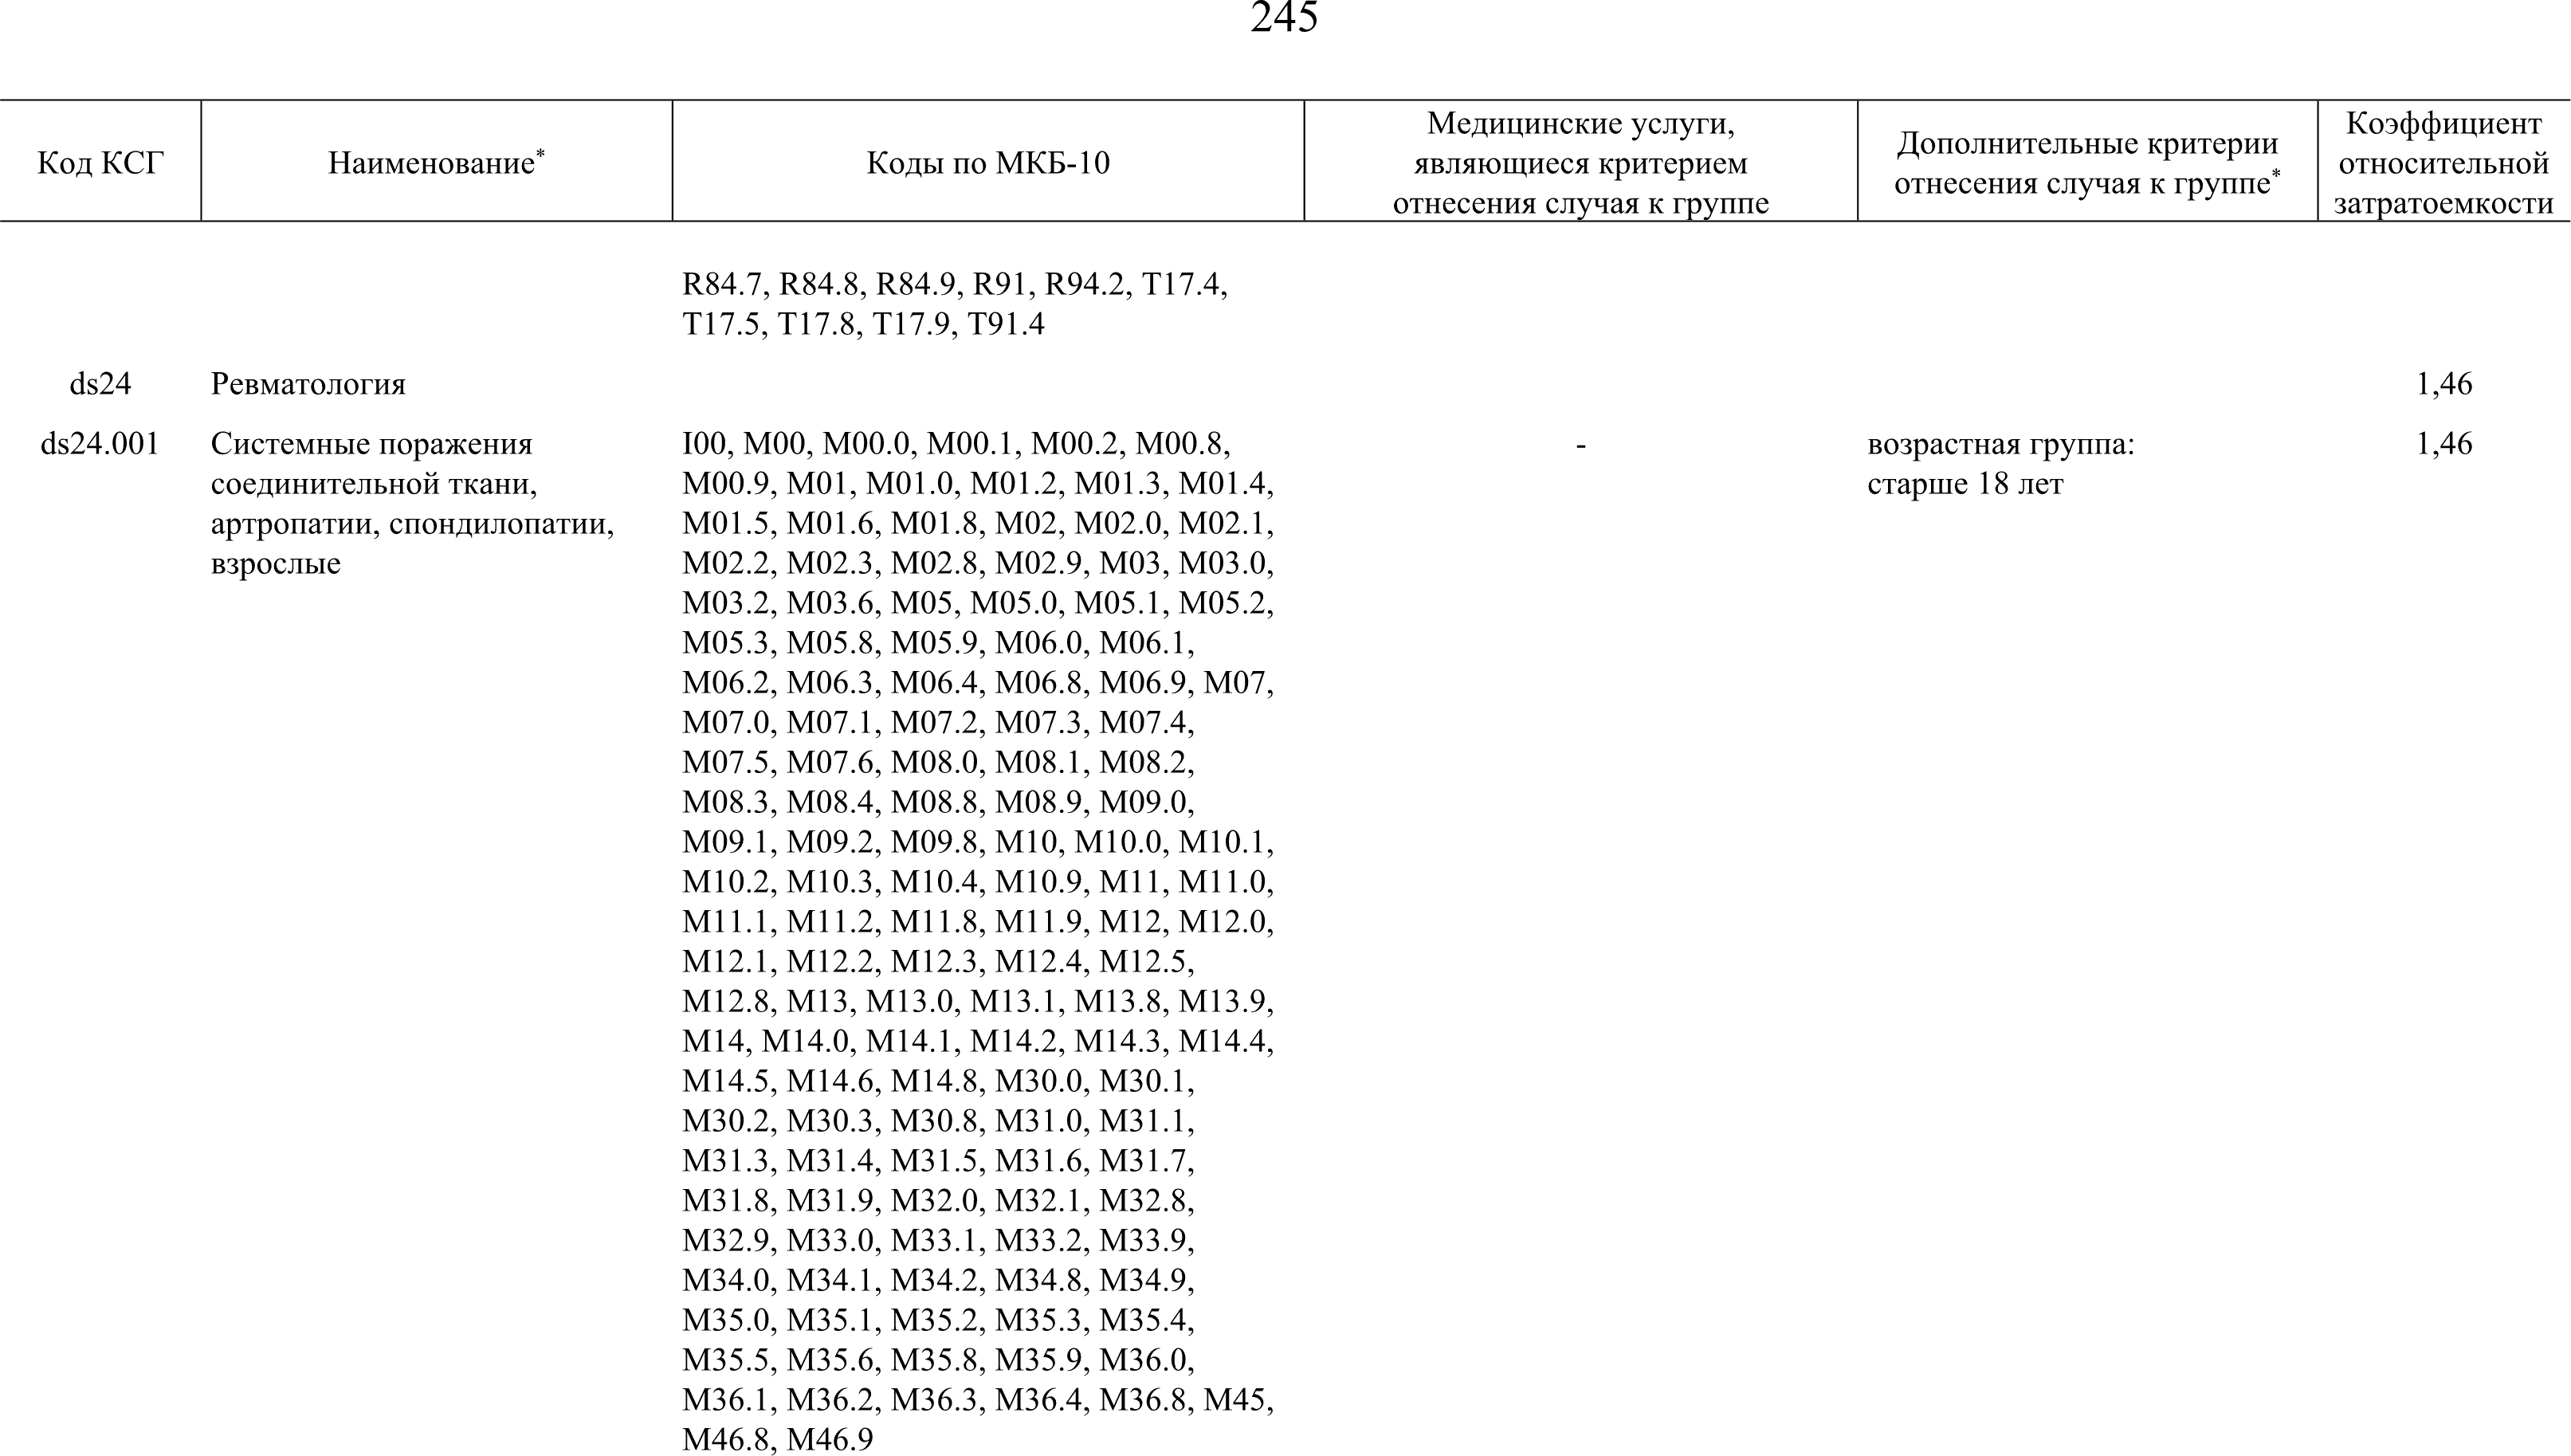 245
Код КСГ
Наименование*
Коды по МКБ-10
Медицинские услуги,
являющиеся критерием
отнесения случая к группе
Дополнительные критерии
отнесения случая к группе*
Коэффициент
относительной
затратоемкости
R84.7, R84.8, R84.9, R91, R94.2, T17.4,
T17.5, T17.8, T17.9, T91.4
ds24
Ревматология
1,46
ds24.001
Системные поражения
соединительной ткани,
артропатии, спондилопатии,
взрослые
I00, M00, M00.0, M00.1, M00.2, M00.8,
M00.9, M01, M01.0, M01.2, M01.3, M01.4,
M01.5, M01.6, M01.8, M02, M02.0, M02.1,
M02.2, M02.3, M02.8, M02.9, M03, M03.0,
M03.2, M03.6, M05, M05.0, M05.1, M05.2,
M05.3, M05.8, M05.9, M06.0, M06.1,
M06.2, M06.3, M06.4, M06.8, M06.9, M07,
M07.0, M07.1, M07.2, M07.3, M07.4,
M07.5, M07.6, M08.0, M08.1, M08.2,
M08.3, M08.4, M08.8, M08.9, M09.0,
M09.1, M09.2, M09.8, M10, M10.0, M10.1,
M10.2, M10.3, M10.4, M10.9, M11, M11.0,
M11.1, M11.2, M11.8, M11.9, M12, M12.0,
M12.1, M12.2, M12.3, M12.4, M12.5,
M12.8, M13, M13.0, M13.1, M13.8, M13.9,
M14, M14.0, M14.1, M14.2, M14.3, M14.4,
M14.5, M14.6, M14.8, M30.0, M30.1,
M30.2, M30.3, M30.8, M31.0, M31.1,
M31.3, M31.4, M31.5, M31.6, M31.7,
M31.8, M31.9, M32.0, M32.1, M32.8,
M32.9, M33.0, M33.1, M33.2, M33.9,
M34.0, M34.1, M34.2, M34.8, M34.9,
M35.0, M35.1, M35.2, M35.3, M35.4,
M35.5, M35.6, M35.8, M35.9, M36.0,
M36.1, M36.2, M36.3, M36.4, M36.8, M45,
M46.8, M46.9
-
возрастная группа:
старше 18 лет
1,46